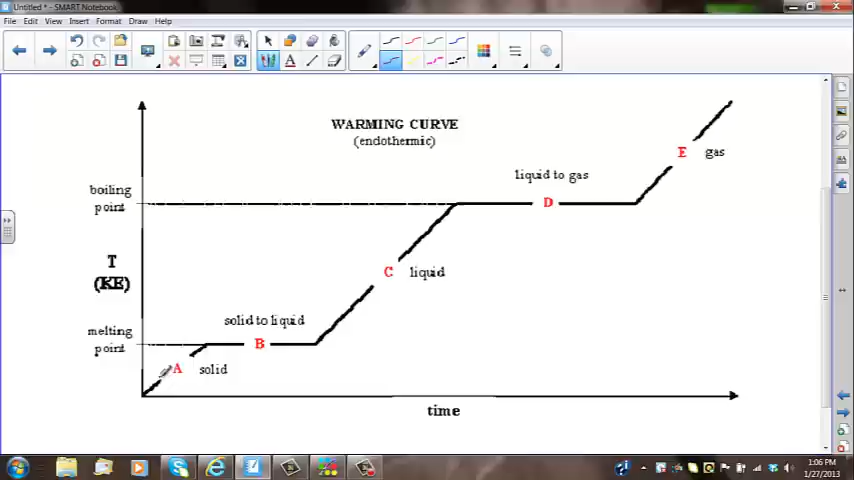 Untitled * - SMART Notebook
File Edit View Insert Format Draw Help
WARMING CURVE
(endothermic)
E gas
liquid to gas
boiling
point
D
T
(KE)
C liquid
solid to liquid
melting
point
B
A solid
time
1:06 PM
1/27/2013